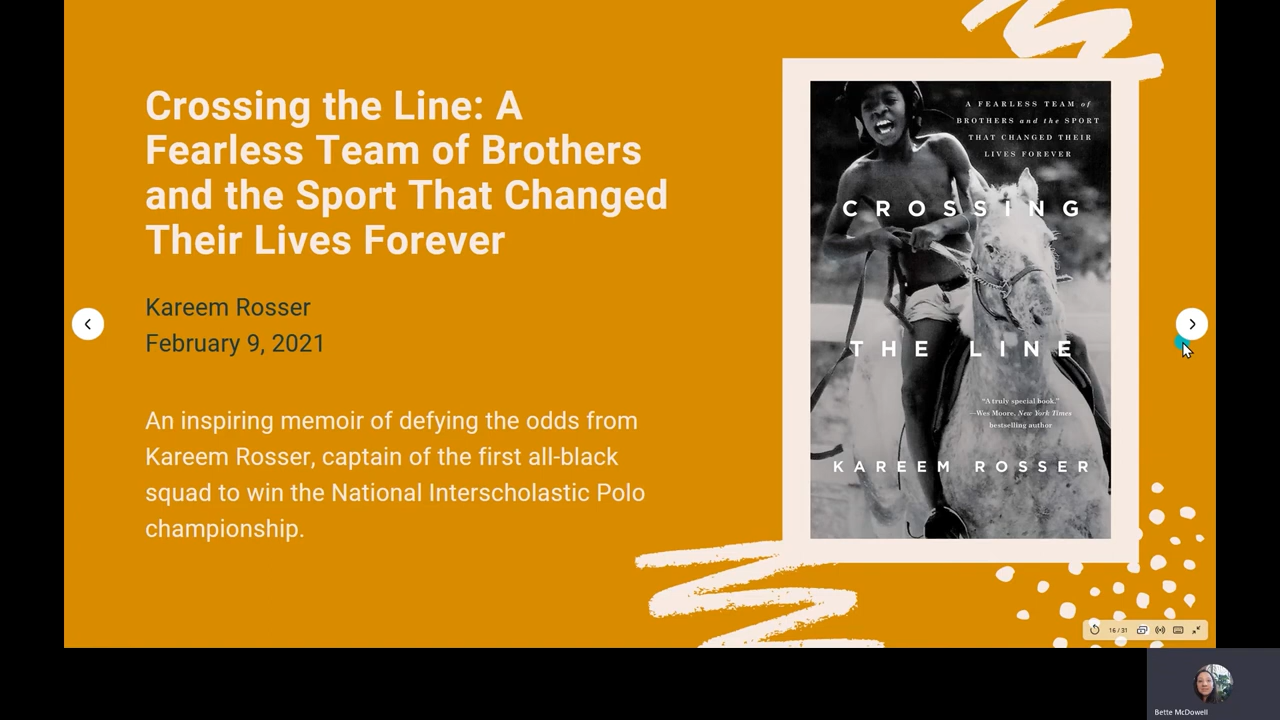 Crossing the Line: A
Fearless Team of Brothers
and the Sport That Changed
Their Lives Forever
Kareem Rosser
February 9, 2021
An inspiring memoir of defying the odds from
Kareem Rosser, captain of the first all-black
squad to win the National Interscholastic Polo
championship.
A FEARLESS TEAM of
BROTHERS and the SPORT
THAT CHANGED THEIR
LIVES FOREVER
CROSSING
THE LINE
"A truly special book."
—Wes Moore, New York Times
bestselling author
KAREEM ROSSER
16 / 31
Bette McDowell